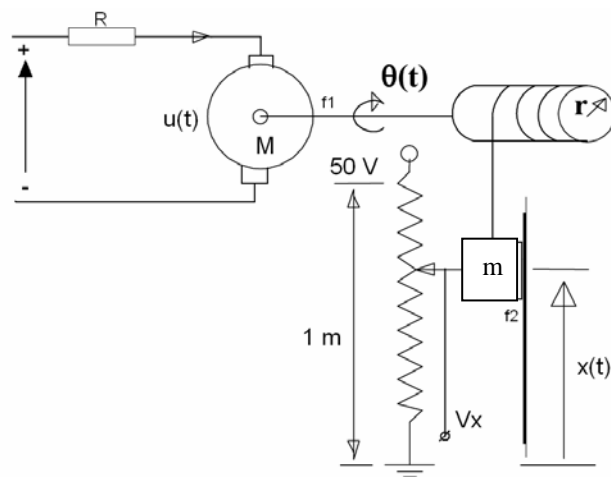 R
+
u(t)
-
M
f1
θ(t)
r
50 V
m
f2
1 m
Vx
x(t)